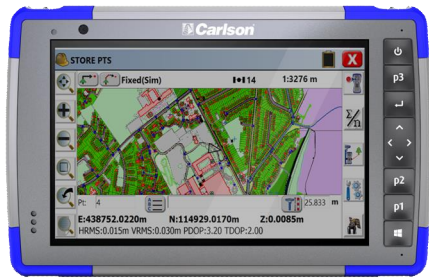 Carlson
STORE PTS
X
Fixed(Sim)
14
1:3276 m
Σ/n
Pt: 4
25.833 m
E:438752.0220m N:114929.0170m Z:0.0085m
HRMS:0.015m VRMS:0.030m PDOP:3.20 TDOP:2.00
p3
p2
p1